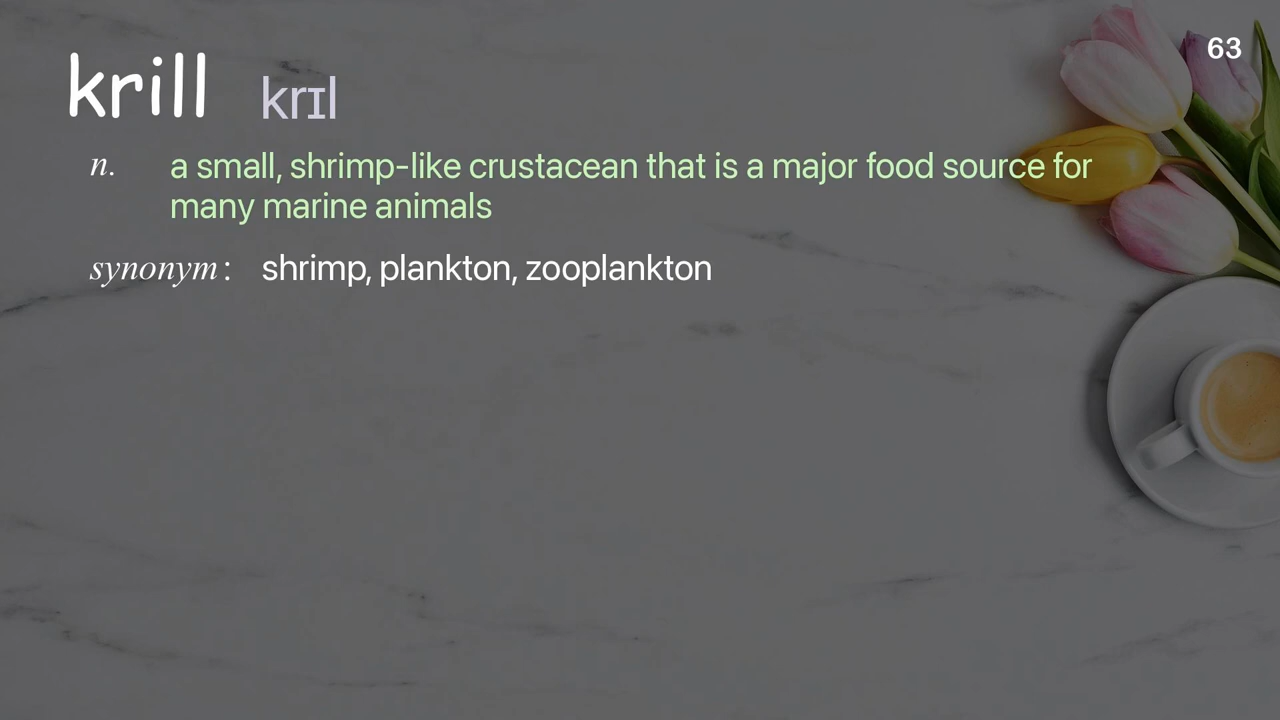 63
krill krɪl
n. a small, shrimp-like crustacean that is a major food source for
many marine animals
synonym: shrimp, plankton, zooplankton